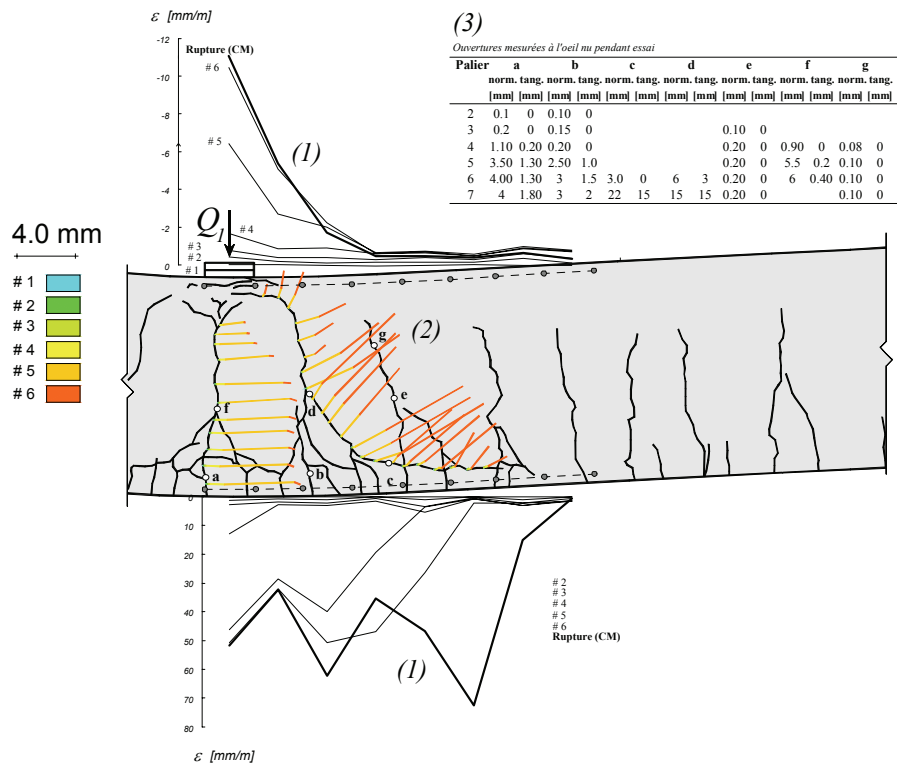 ε [mm/m]
-12
-10
-8
-6
-4
-2
0
Rupture (CM)
# 6
# 5
# 4
# 3
# 2
# 1
(1)
Q1
(3)
Ouvertures mesurées à l'oeil nu pendant essai
Palier a b c d e f g
norm. tang. norm. tang. norm. tang. norm. tang. norm. tang. norm. tang. norm. tang.
[mm] [mm] [mm] [mm] [mm] [mm] [mm] [mm] [mm] [mm] [mm] [mm] [mm] [mm]
2 0.1 0 0.10 0
3 0.2 0 0.15 0 0.10 0
4 1.10 0.20 0.20 0 0.20 0 0.90 0 0.08 0
5 3.50 1.30 2.50 1.0 0.20 0 5.5 0.2 0.10 0
6 4.00 1.30 3 1.5 3.0 0 6 3 0.20 0 6 0.40 0.10 0
7 4 1.80 3 2 22 15 15 15 0.20 0 0.10 0
4.0 mm
# 1
# 2
# 3
# 4
# 5
# 6
(2)
g
e
d
f
a
b
c
0
10
20
30
40
50
60
70
80
(1)
# 2
# 3
# 4
# 5
# 6
Rupture (CM)
ε [mm/m]